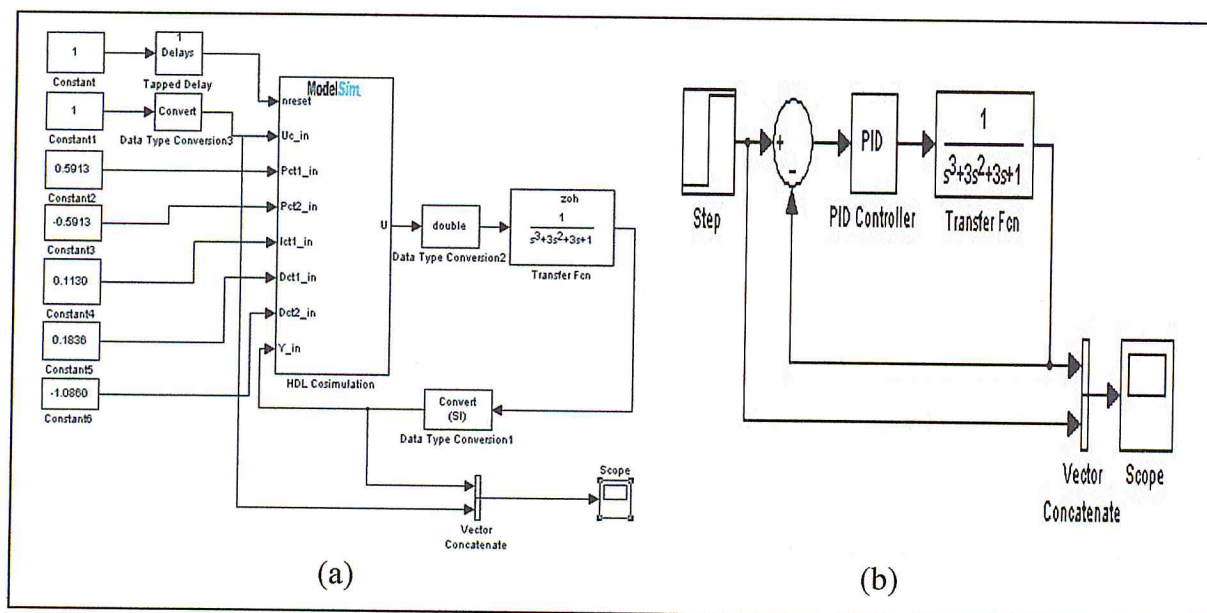 1
Constant
1
Delays
Tapped Delay
1
Constant1
Convert
Data Type Conversion3
0.5913
Constant2
-0.5913
Constant3
0.1130
Constant4
0.1836
Constant5
-1.0860
Constant6
ModelSim
nreset
Uc_in
Pct1_in
Pct2_in
Ict1_in
Dct1_in
Dct2_in
Y_in
U
HDL Cosimulation
double
Data Type Conversion2
zoh
1
s³+3s²+3s+1
Transfer Fcn
Convert
(SI)
Data Type Conversion1
Vector
Concatenate
Scope
(a)
Step
+
-
PID
PID Controller
1
s³+3s²+3s+1
Transfer Fcn
Vector
Concatenate
Scope
(b)